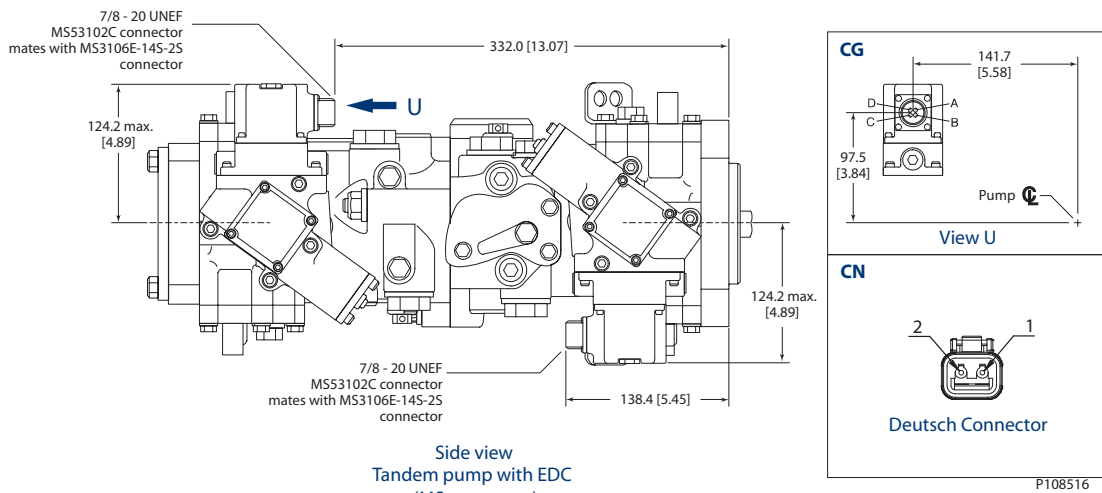 7/8 - 20 UNEF
MS53102C connector
mates with MS3106E-14S-2S
connector
332.0 [13.07]
U
124.2 max.
[4.89]
124.2 max.
[4.89]
7/8 - 20 UNEF
MS53102C connector
mates with MS3106E-14S-2S
connector
138.4 [5.45]
Side view
Tandem pump with EDC
CG
141.7
[5.58]
D
A
C
B
97.5
[3.84]
Pump CL
View U
CN
2
1
Deutsch Connector
P108516